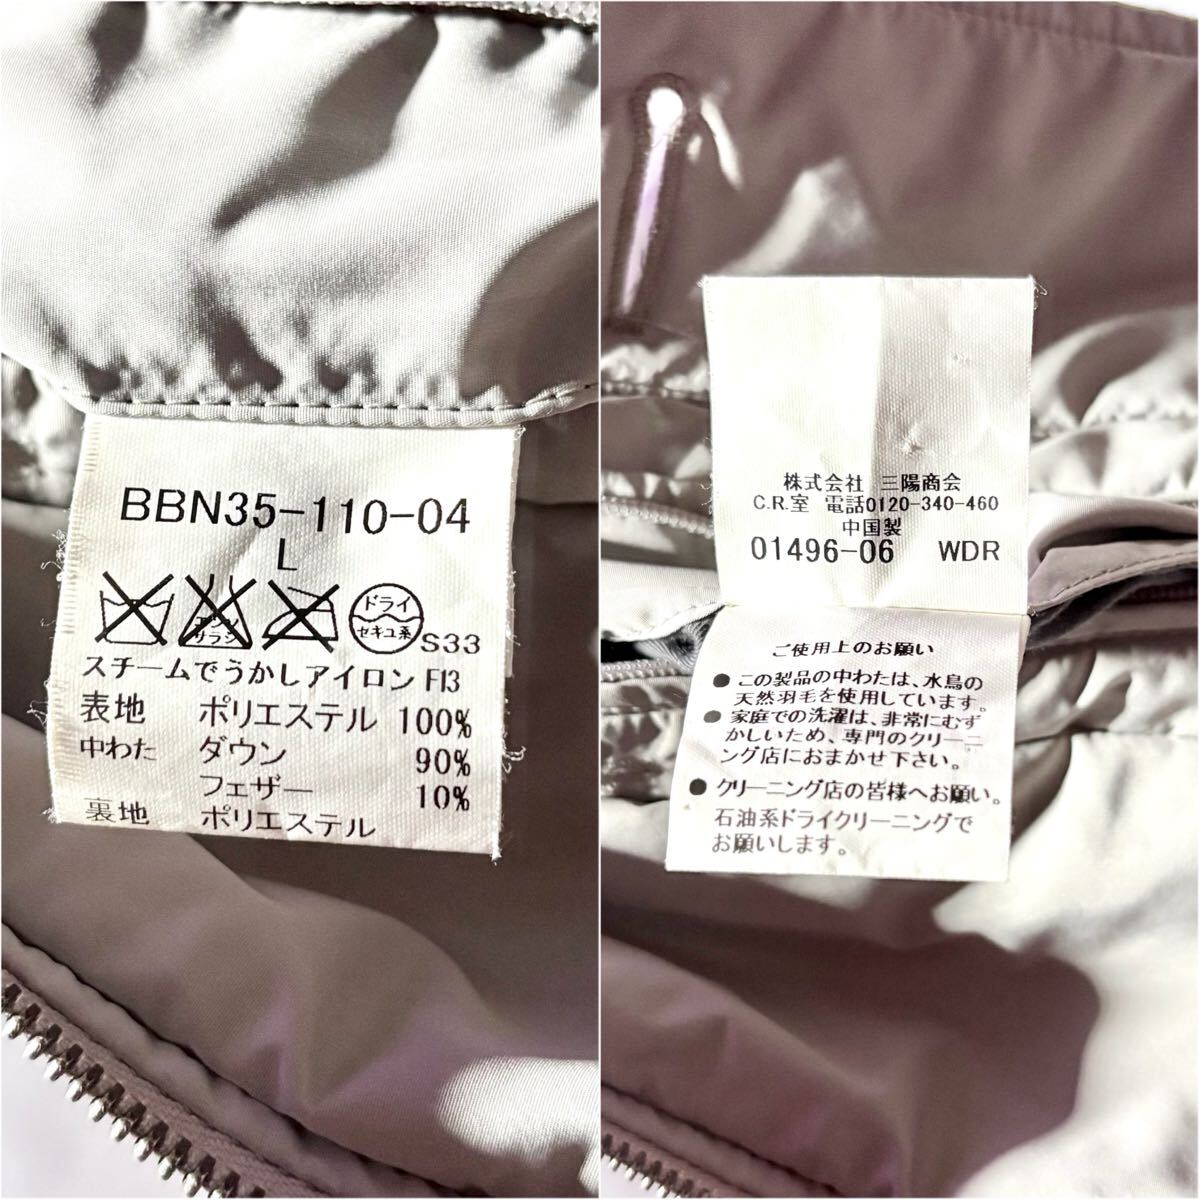 BBN35-110-04
L
エンソ
サラシ
ドライ
セキユ系
S33
スチームでうかしアイロン F13
表地 ポリエステル 100%
中わた ダウン 90%
フェザー 10%
裏地 ポリエステル
株式会社 三陽商会
C.R.室 電話0120-340-460
中国製
01496-06 WDR
ご使用上のお願い
●この製品の中わたは、水鳥の
天然羽毛を使用しています。
●家庭での洗濯は、非常にむず
かしいため、専門のクリーニ
ング店におまかせ下さい。
●クリーニング店の皆様へお願い。
石油系ドライクリーニングで
お願いします。